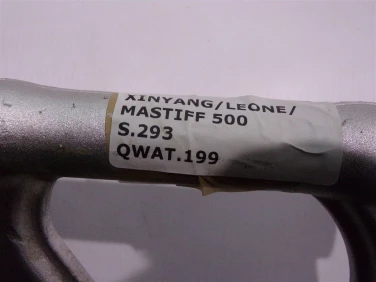 XINYANG/LEONE/
MASTIFF 500
S.293
QWAT.199